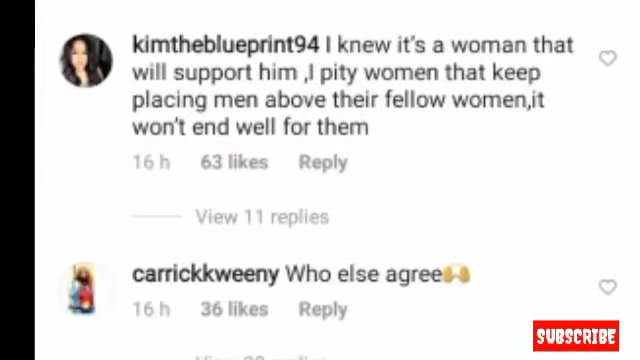 kimtheblueprint94 I knew it's a woman that
will support him ,I pity women that keep
placing men above their fellow women,it
won't end well for them
16 h 63 likes Reply
View 11 replies
carrickkweeny Who else agree🙌
16 h 36 likes Reply
SUBSCRIBE